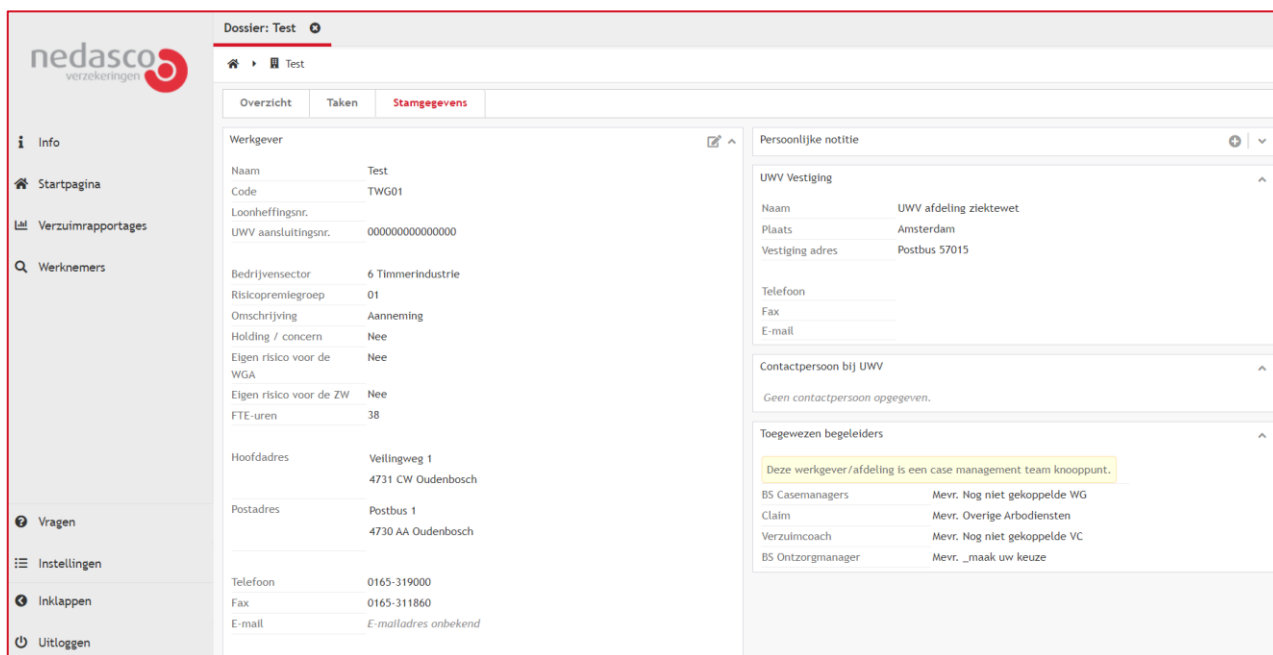 nedasco
verzekeringen
Info
Startpagina
Verzuimrapportages
Werknemers
Vragen
Instellingen
Inklappen
Uitloggen
Dossier: Test
Test
Overzicht Taken Stamgegevens
Werkgever
Naam Test
Code TWG01
Loonheffingsnr.
UWV aansluitingsnr. 000000000000000
Bedrijvensector 6 Timmerindustrie
Risicopremiegroep 01
Omschrijving Aanneming
Holding / concern Nee
Eigen risico voor de Nee
WGA
Eigen risico voor de ZW Nee
FTE-uren 38
Hoofdadres Veilingweg 1
4731 CW Oudenbosch
Postadres Postbus 1
4730 AA Oudenbosch
Telefoon 0165-319000
Fax 0165-311860
E-mail E-mailadres onbekend
Persoonlijke notitie
UWV Vestiging
Naam UWV afdeling ziektewet
Plaats Amsterdam
Vestiging adres Postbus 57015
Telefoon
Fax
E-mail
Contactpersoon bij UWV
Geen contactpersoon opgegeven.
Toegewezen begeleiders
Deze werkgever/afdeling is een case management team knooppunt.
BS Casemanagers Mevr. Nog niet gekoppelde WG
Claim Mevr. Overige Arbodiensten
Verzuimcoach Mevr. Nog niet gekoppelde VC
BS Ontzorgmanager Mevr. _maak uw keuze